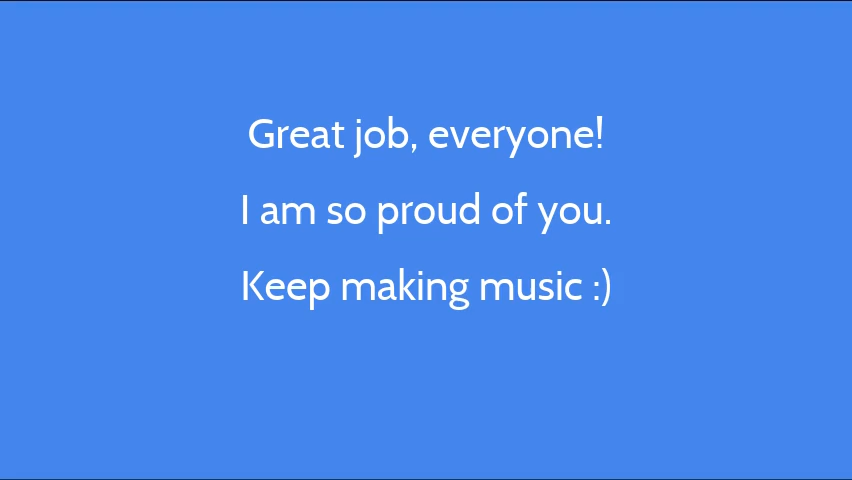 Great job, everyone!
I am so proud of you.
Keep making music :)